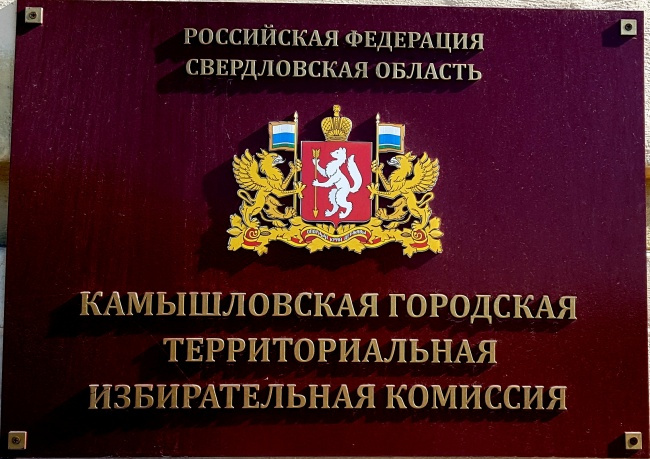 РОССИЙСКАЯ ФЕДЕРАЦИЯ
СВЕРДЛОВСКАЯ ОБЛАСТЬ
КАМЫШЛОВСКАЯ ГОРОДСКАЯ
ТЕРРИТОРИАЛЬНАЯ
ИЗБИРАТЕЛЬНАЯ КОМИССИЯ